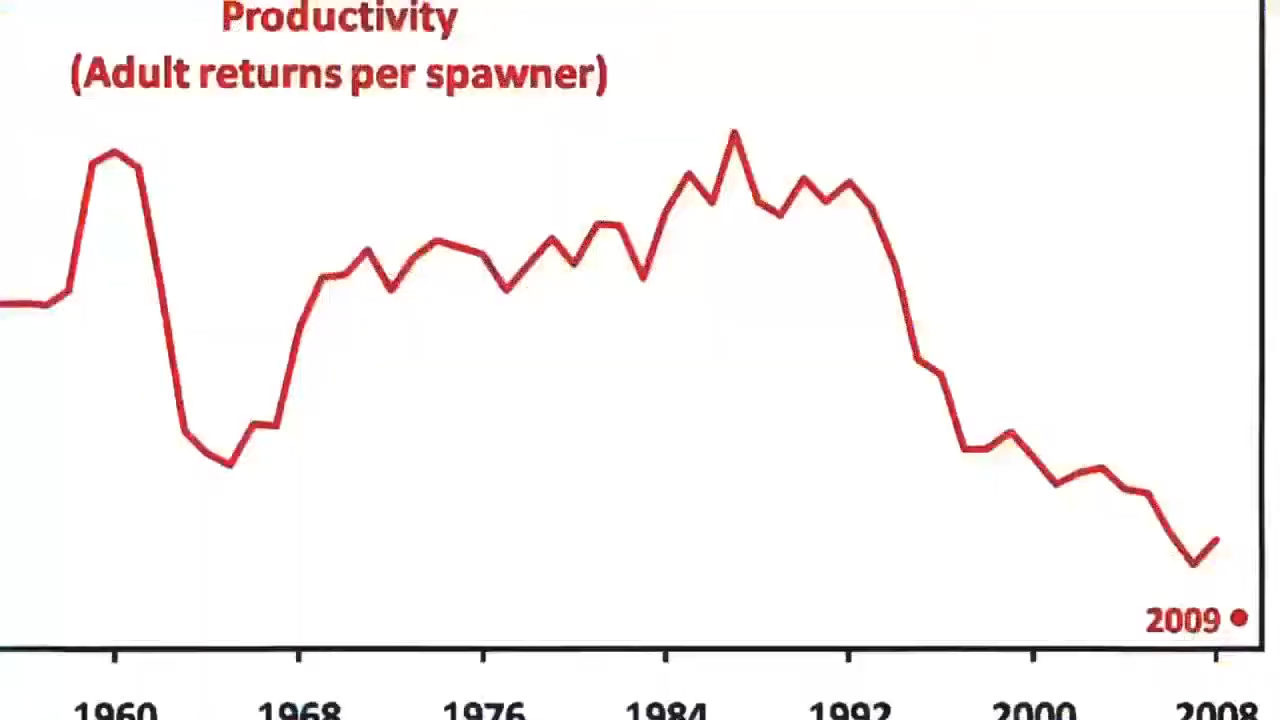 Productivity
(Adult returns per spawner)
2009
1960 1968 1976 1984 1992 2000 2008